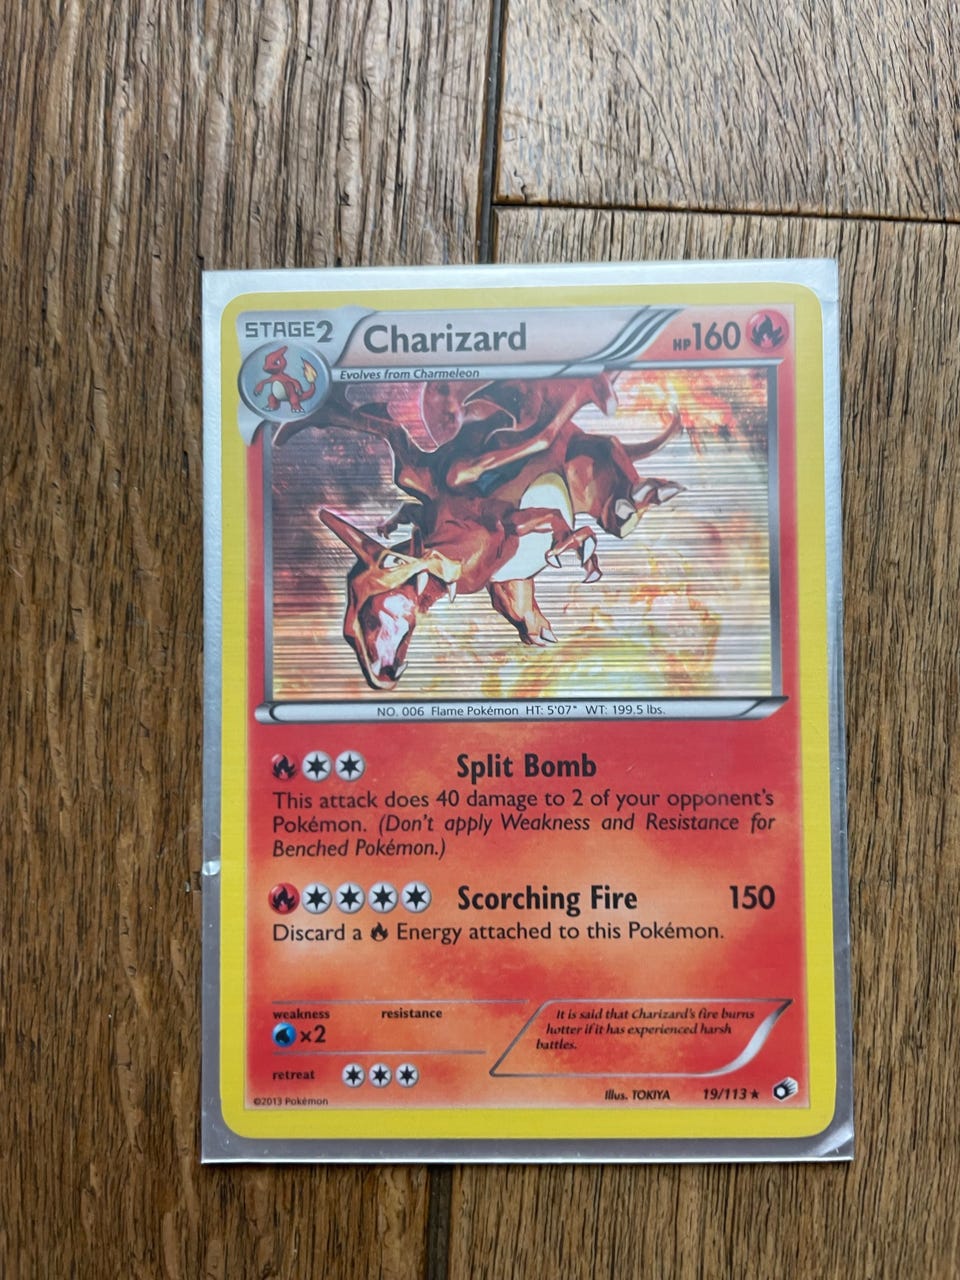 STAGE2
Charizard
HP160
Evolves from Charmeleon
NO. 006 Flame Pokémon HT: 5'07" WT: 199.5 lbs.
Split Bomb
This attack does 40 damage to 2 of your opponent's
Pokémon. (Don't apply Weakness and Resistance for
Benched Pokémon.)
Scorching Fire 150
Discard a Energy attached to this Pokémon.
weakness resistance
×2
It is said that Charizard's fire burns
hotter if it has experienced harsh
battles.
retreat
©2013 Pokémon
Illus. TOKIYA 19/113★